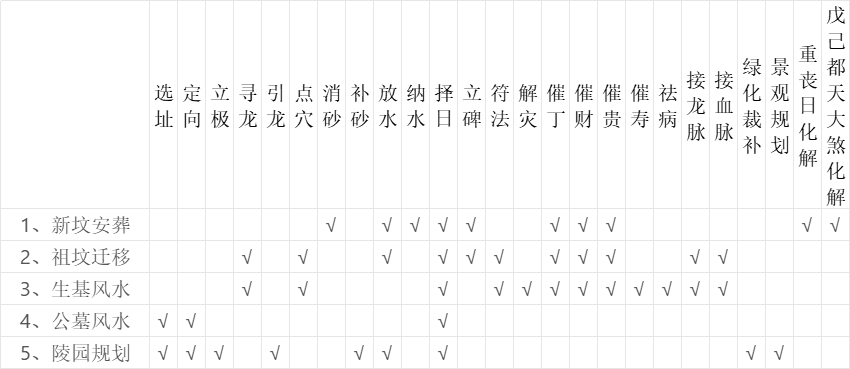 选址 定向 立极 寻龙 引龙 点穴 消砂 补砂 放水 纳水 择日 立碑 符法 解灾 催丁 催财 催贵 催寿 祛病 接龙脉 接血脉 绿化裁补 景观规划 重丧日化解 戊己都天大煞化解
1、新坟安葬 √ √ √ √ √ √ √ √ √ √
2、祖坟迁移 √ √ √ √ √ √ √ √ √ √ √
3、生基风水 √ √ √ √ √ √ √ √ √ √ √ √
4、公墓风水 √ √ √
5、陵园规划 √ √ √ √ √ √ √ √ √